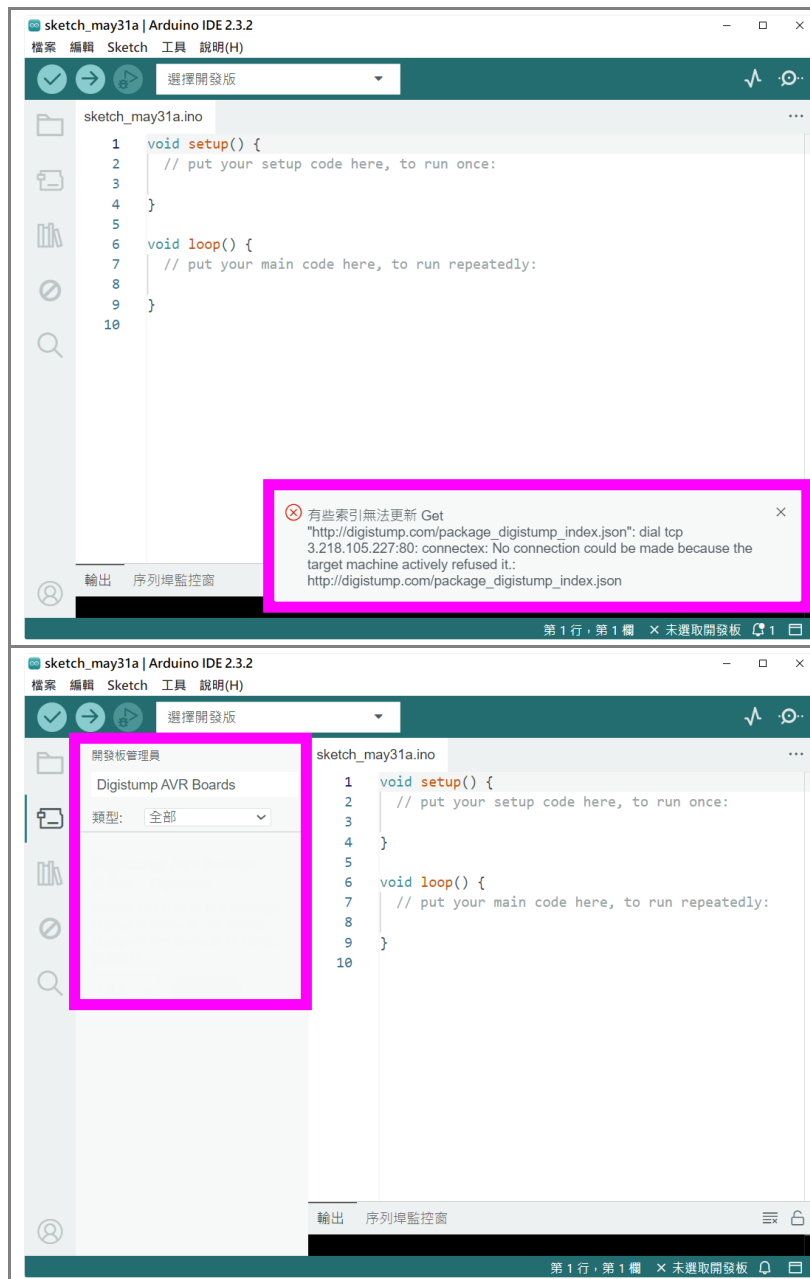 sketch_may31a | Arduino IDE 2.3.2
檔案 編輯 Sketch 工具 說明(H)
選擇開發版
sketch_may31a.ino
1 void setup() {
2 // put your setup code here, to run once:
3
4 }
5
6 void loop() {
7 // put your main code here, to run repeatedly:
8
9 }
10
有些索引無法更新 Get
"http://digistump.com/package_digistump_index.json": dial tcp
3.218.105.227:80: connectex: No connection could be made because the
target machine actively refused it.:
http://digistump.com/package_digistump_index.json
輸出 序列埠監控窗
第 1 行，第 1 欄 × 未選取開發板 1
sketch_may31a | Arduino IDE 2.3.2
檔案 編輯 Sketch 工具 說明(H)
選擇開發版
開發板管理員
Digistump AVR Boards
類型: 全部
sketch_may31a.ino
1 void setup() {
2 // put your setup code here, to run once:
3
4 }
5
6 void loop() {
7 // put your main code here, to run repeatedly:
8
9 }
10
輸出 序列埠監控窗
第 1 行，第 1 欄 × 未選取開發板